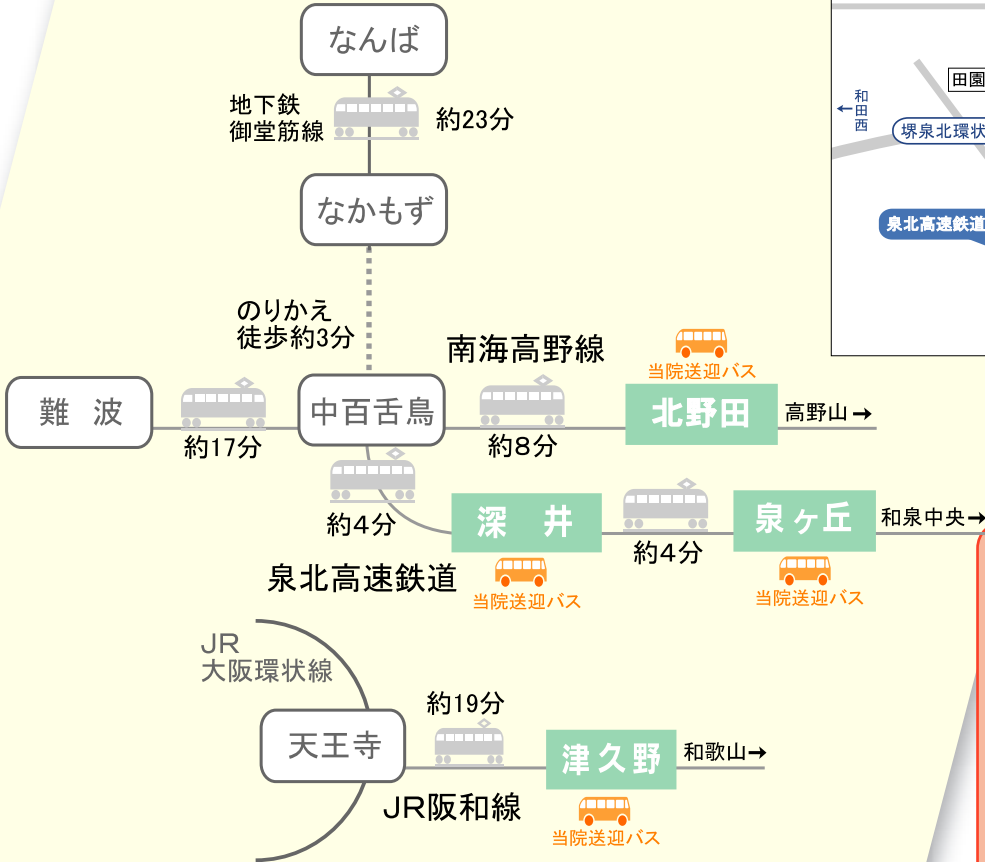 なんば
地下鉄
御堂筋線
約23分
なかもず
のりかえ
徒歩約3分
南海高野線
当院送迎バス
難 波
約17分
中百舌鳥
約8分
北野田
高野山→
約4分
深 井
約4分
泉ヶ丘
和泉中央→
泉北高速鉄道
当院送迎バス
当院送迎バス
JR
大阪環状線
天王寺
約19分
津久野
和歌山→
JR阪和線
当院送迎バス
田園
←和田西
堺泉北環状
泉北高速鉄道